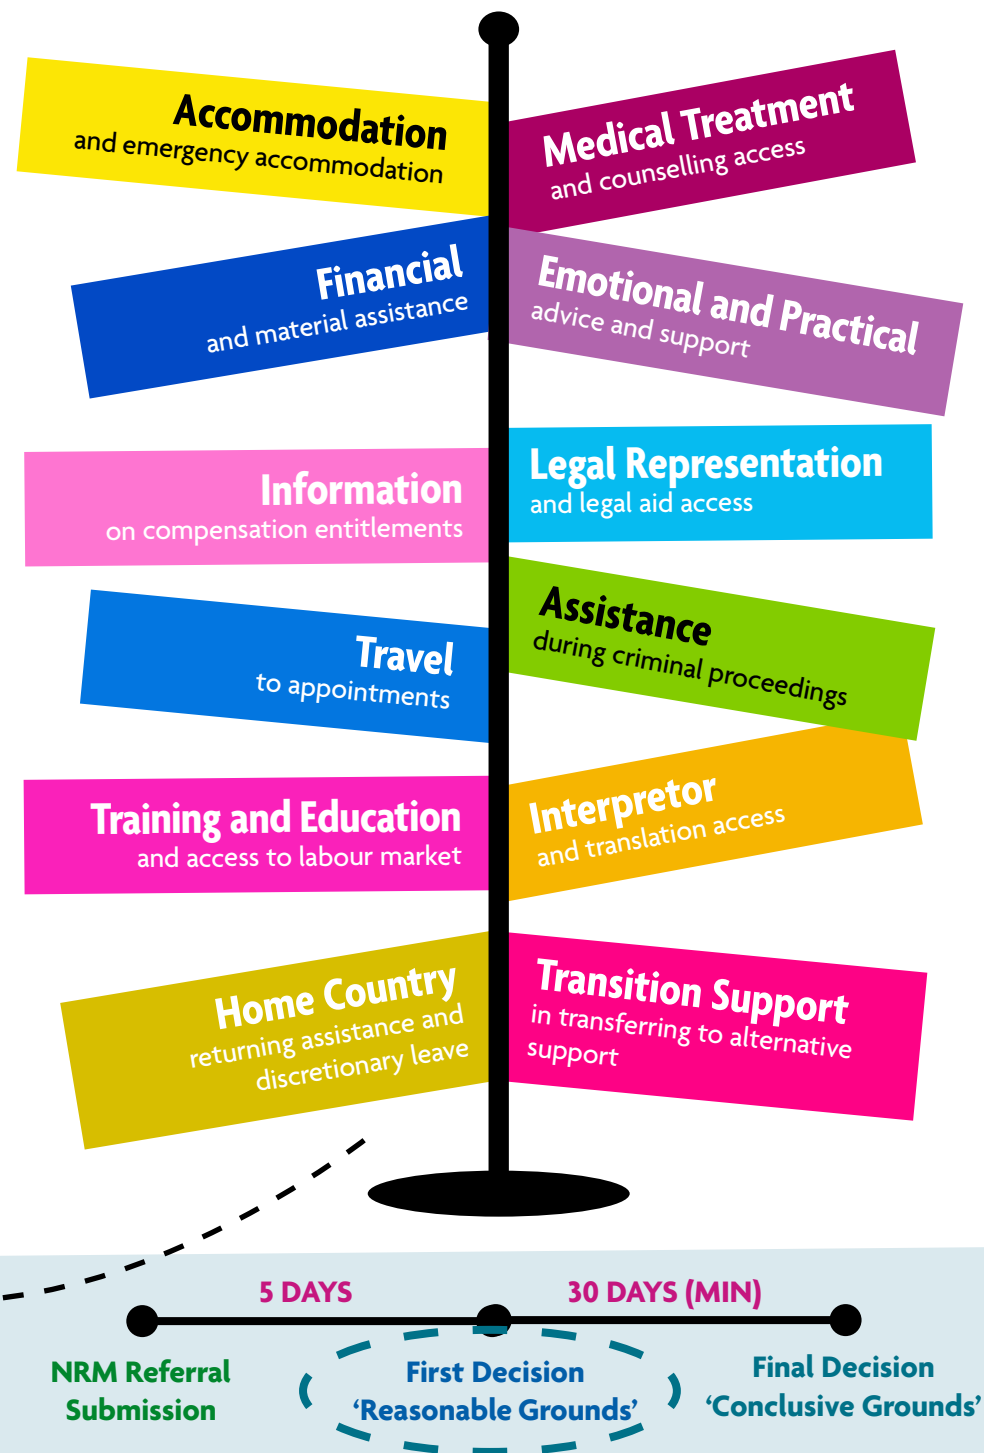 Accommodation
and emergency accommodation
Medical Treatment
and counselling access
Financial
and material assistance
Emotional and Practical
advice and support
Information
on compensation entitlements
Legal Representation
and legal aid access
Travel
to appointments
Assistance
during criminal proceedings
Training and Education
and access to labour market
Interpretor
and translation access
Home Country
returning assistance and
discretionary leave
Transition Support
in transferring to alternative
support
5 DAYS
30 DAYS (MIN)
NRM Referral
Submission
First Decision
‘Reasonable Grounds’
Final Decision
‘Conclusive Grounds’